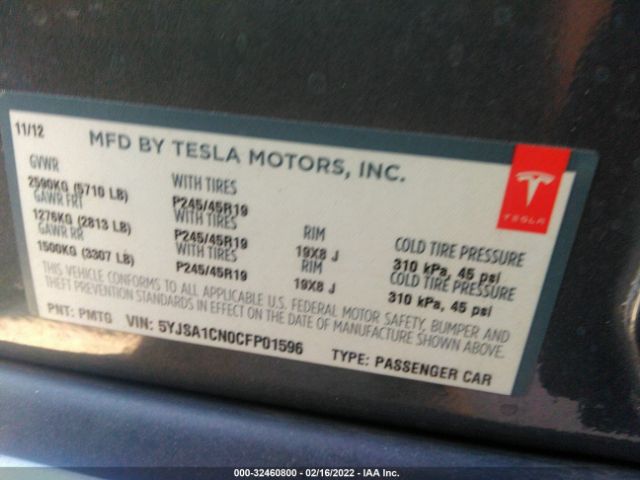 11/12
MFD BY TESLA MOTORS, INC.
TESLA
GVWR
2590KG (5710 LB) WITH TIRES
GAWR FRT P245/45R19
1276KG (2813 LB) WITH TIRES RIM COLD TIRE PRESSURE
GAWR RR P245/45R19 19X8 J 310 kPa, 45 psi
1500KG (3307 LB) WITH TIRES RIM COLD TIRE PRESSURE
P245/45R19 19X8 J 310 kPa, 45 psi
THIS VEHICLE CONFORMS TO ALL APPLICABLE U.S. FEDERAL MOTOR SAFETY, BUMPER AND
THEFT PREVENTION STANDARDS IN EFFECT ON THE DATE OF MANUFACTURE SHOWN ABOVE.
PNT: PMTG VIN: 5YJSA1CN0CFP01596 TYPE: PASSENGER CAR
000-32460800 - 02/16/2022 - IAA Inc.